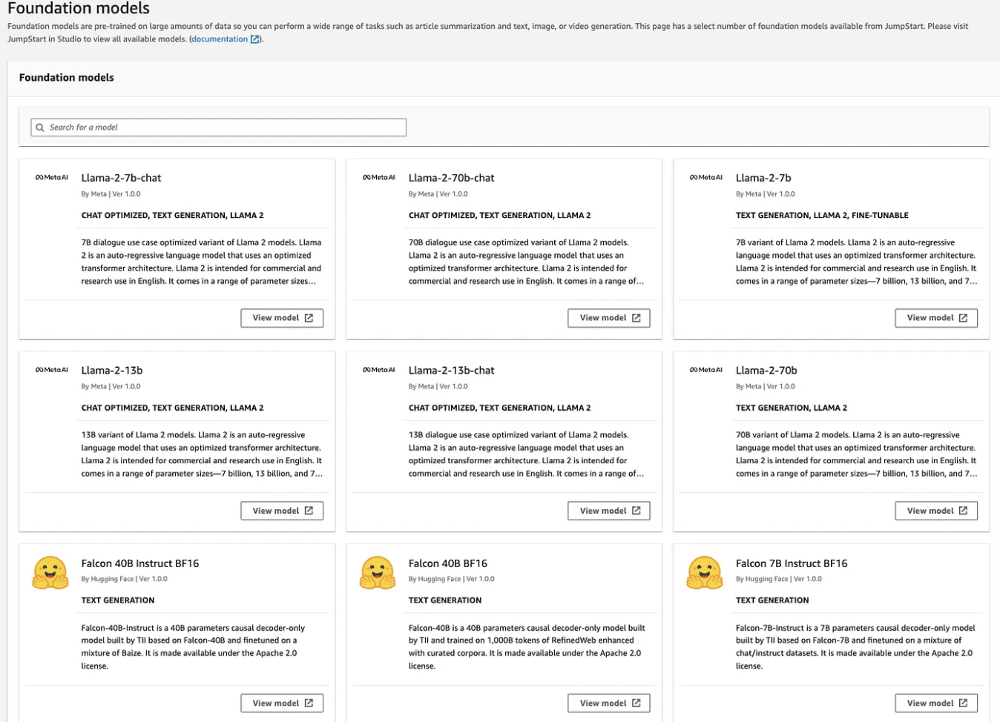 Foundation models
Foundation models are pre-trained on large amounts of data so you can perform a wide range of tasks such as article summarization and text, image, or video generation. This page has a select number of foundation models available from JumpStart. Please visit
JumpStart in Studio to view all available models. (documentation).
Foundation models
Search for a model
Meta AI
Llama-2-7b-chat
By Meta | Ver 1.0.0
CHAT OPTIMIZED, TEXT GENERATION, LLAMA 2
7B dialogue use case optimized variant of Llama 2 models. Llama
2 is an auto-regressive language model that uses an optimized
transformer architecture. Llama 2 is intended for commercial and
research use in English. It comes in a range of parameter sizes...
View model
Meta AI
Llama-2-70b-chat
By Meta | Ver 1.0.0
CHAT OPTIMIZED, TEXT GENERATION, LLAMA 2
70B dialogue use case optimized variant of Llama 2 models.
Llama 2 is an auto-regressive language model that uses an
optimized transformer architecture. Llama 2 is intended for
commercial and research use in English. It comes in a range of...
View model
Meta AI
Llama-2-7b
By Meta | Ver 1.0.0
TEXT GENERATION, LLAMA 2, FINE-TUNABLE
7B variant of Llama 2 models. Llama 2 is an auto-regressive
language model that uses an optimized transformer architecture.
Llama 2 is intended for commercial and research use in English. It
comes in a range of parameter sizes—7 billion, 13 billion, and 7...
View model
Meta AI
Llama-2-13b
By Meta | Ver 1.0.0
CHAT OPTIMIZED, TEXT GENERATION, LLAMA 2
13B variant of Llama 2 models. Llama 2 is an auto-regressive
language model that uses an optimized transformer architecture.
Llama 2 is intended for commercial and research use in English. It
comes in a range of parameter sizes—7 billion, 13 billion, and 7...
View model
Meta AI
Llama-2-13b-chat
By Meta | Ver 1.0.0
CHAT OPTIMIZED, TEXT GENERATION, LLAMA 2
13B dialogue use case optimized variant of Llama 2 models.
Llama 2 is an auto-regressive language model that uses an
optimized transformer architecture. Llama 2 is intended for
commercial and research use in English. It comes in a range of...
View model
Meta AI
Llama-2-70b
By Meta | Ver 1.0.0
TEXT GENERATION, LLAMA 2
70B variant of Llama 2 models. Llama 2 is an auto-regressive
language model that uses an optimized transformer architecture.
Llama 2 is intended for commercial and research use in English. It
comes in a range of parameter sizes—7 billion, 13 billion, and 7...
View model
Falcon 40B Instruct BF16
By Hugging Face | Ver 1.0.0
TEXT GENERATION
Falcon-40B-Instruct is a 40B parameters causal decoder-only
model built by TII based on Falcon-40B and finetuned on a
mixture of Baize. It is made available under the Apache 2.0
license.
View model
Falcon 40B BF16
By Hugging Face | Ver 1.0.0
TEXT GENERATION
Falcon-40B is a 40B parameters causal decoder-only model built
by TII and trained on 1,000B tokens of RefinedWeb enhanced
with curated corpora. It is made available under the Apache 2.0
license.
View model
Falcon 7B Instruct BF16
By Hugging Face | Ver 1.0.0
TEXT GENERATION
Falcon-7B-Instruct is a 7B parameters causal decoder-only model
built by TII based on Falcon-7B and finetuned on a mixture of
chat/instruct datasets. It is made available under the Apache 2.0
license.
View model